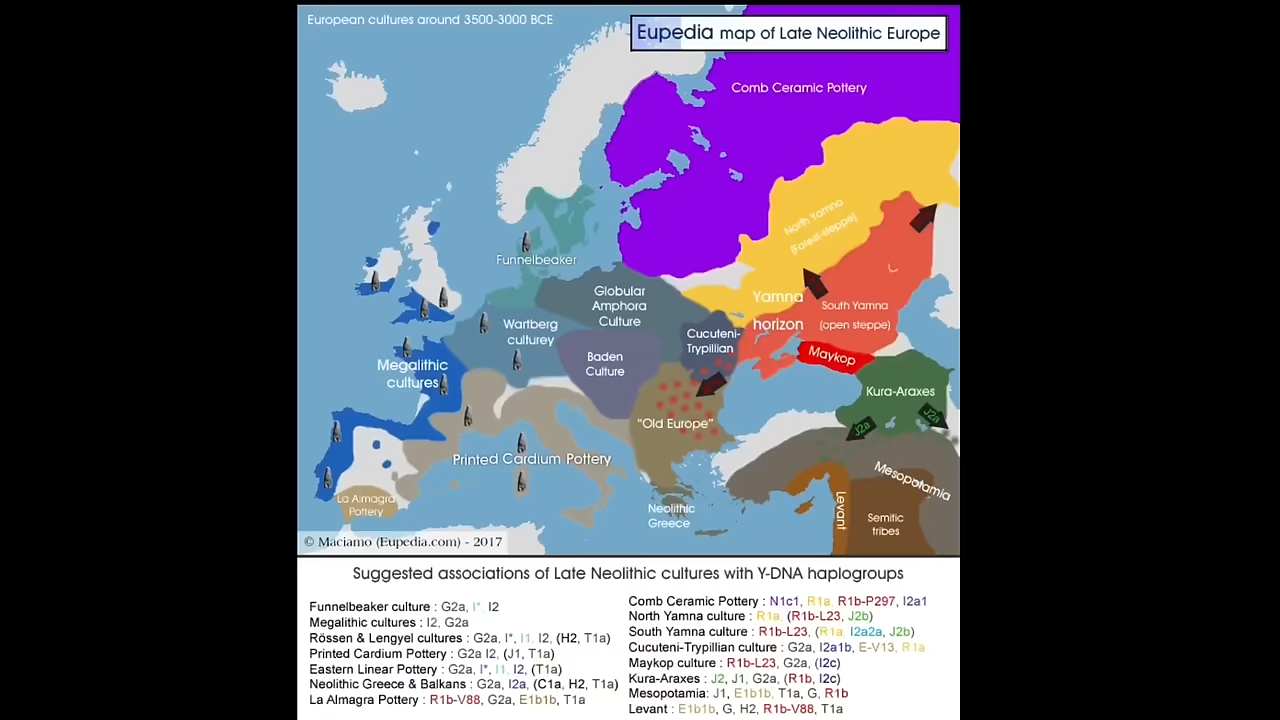 European cultures around 3500-3000 BCE
Eupedia map of Late Neolithic Europe
Comb Ceramic Pottery
North Yamno
(Forest-steppe)
Funnelbeaker
Globular
Amphora
Culture
Yamna
horizon
South Yamna
(open steppe)
Wartberg
culturey
Cucuteni-
Trypillian
Baden
Culture
Maykop
Megalithic
cultures
Kura-Araxes
J2a
J2a
"Old Europe"
Printed Cardium Pottery
Mesopotamia
La Almagra
Pottery
Neolithic
Greece
Levant
Semitic
tribes
© Maciamo (Eupedia.com) - 2017
Suggested associations of Late Neolithic cultures with Y-DNA haplogroups
Funnelbeaker culture : G2a, I*, I2
Megalithic cultures : I2, G2a
Rössen & Lengyel cultures : G2a, I*, I1, I2, (H2, T1a)
Printed Cardium Pottery : G2a I2, (J1, T1a)
Eastern Linear Pottery : G2a, I*, I1, I2, (T1a)
Neolithic Greece & Balkans : G2a, I2a, (C1a, H2, T1a)
La Almagra Pottery : R1b-V88, G2a, E1b1b, T1a
Comb Ceramic Pottery : N1c1, R1a, R1b-P297, I2a1
North Yamna culture : R1a, (R1b-L23, J2b)
South Yamna culture : R1b-L23, (R1a, I2a2a, J2b)
Cucuteni-Trypillian culture : G2a, I2a1b, E-V13, R1a
Maykop culture : R1b-L23, G2a, (I2c)
Kura-Araxes : J2, J1, G2a, (R1b, I2c)
Mesopotamia: J1, E1b1b, T1a, G, R1b
Levant : E1b1b, G, H2, R1b-V88, T1a